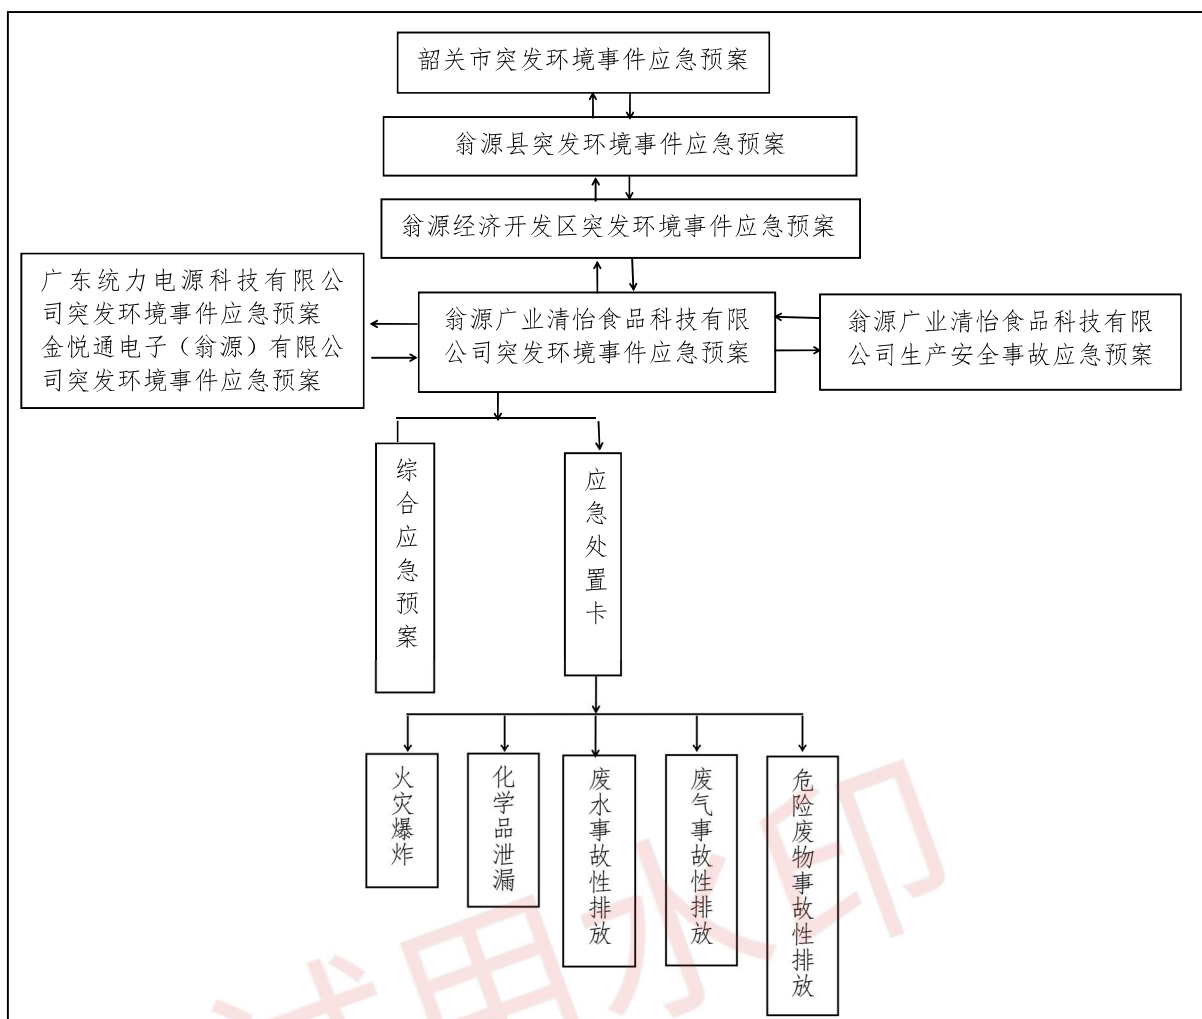 韶关市突发环境事件应急预案
翁源县突发环境事件应急预案
翁源经济开发区突发环境事件应急预案
广东统力电源科技有限公
司突发环境事件应急预案
金悦通电子（翁源）有限公
司突发环境事件应急预案
翁源广业清怡食品科技有限
公司突发环境事件应急预案
翁源广业清怡食品科技有限
公司生产安全事故应急预案
综合应急预案
应急处置卡
火灾爆炸
化学品泄漏
废水事故性排放
废气事故性排放
危险废物事故性排放
试用水印